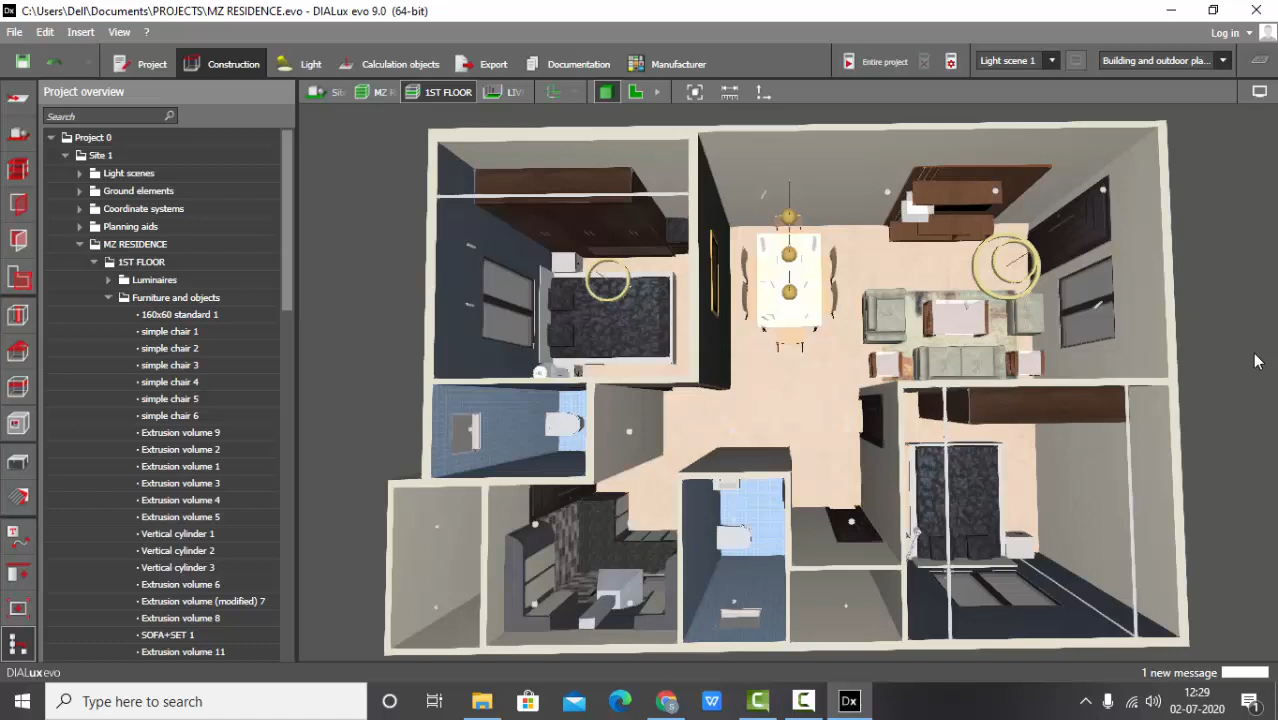 C:\Users\Dell\Documents\PROJECTS\MZ RESIDENCE.evo - DIALux evo 9.0 (64-bit)
File Edit Insert View ?
Log in
Project Construction Light Calculation objects Export Documentation Manufacturer
Entire project
Light scene 1
Building and outdoor pla...
Project overview
MZ
1ST FLOOR
LIV
Search
Project 0
Site 1
Light scenes
Ground elements
Coordinate systems
Planning aids
MZ RESIDENCE
1ST FLOOR
Luminaires
Furniture and objects
160x60 standard 1
simple chair 1
simple chair 2
simple chair 3
simple chair 4
simple chair 5
simple chair 6
Extrusion volume 9
Extrusion volume 2
Extrusion volume 1
Extrusion volume 3
Extrusion volume 4
Extrusion volume 5
Vertical cylinder 1
Vertical cylinder 2
Vertical cylinder 3
Extrusion volume 6
Extrusion volume (modified) 7
Extrusion volume 8
SOFA+SET 1
Extrusion volume 11
DIALux evo
1 new message
Type here to search
12:29
02-07-2020